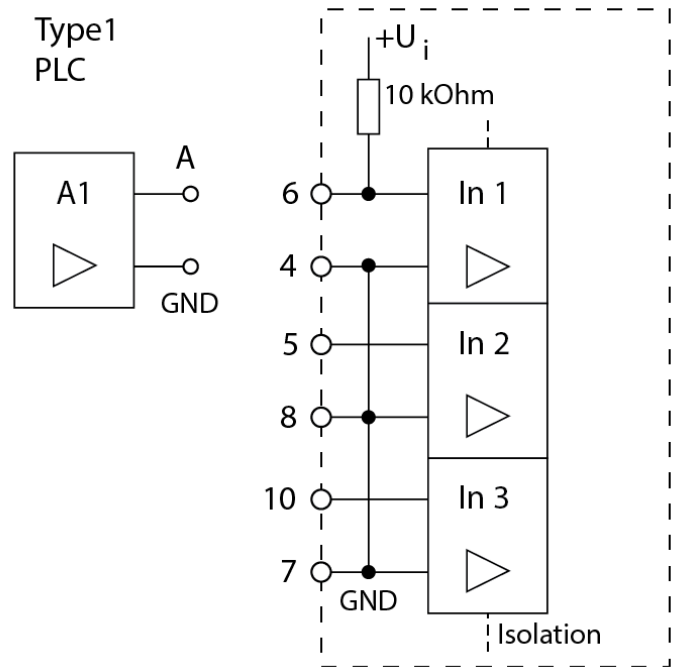 Type1
PLC
+U i
10 kOhm
A
A1
GND
6
In 1
4
5
In 2
8
10
In 3
7
GND
Isolation